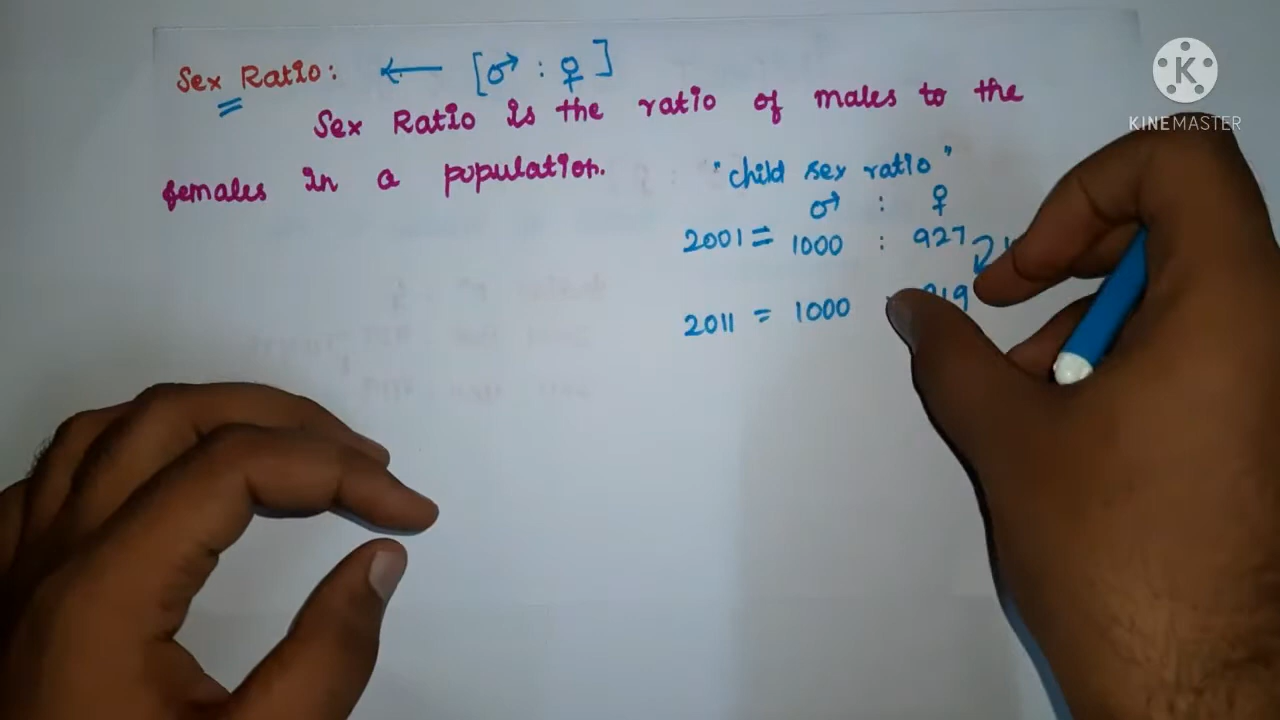 Sex Ratio: ← [♂ : ♀]
Sex Ratio is the ratio of males to the
females in a population.
"child sex ratio"
♂ : ♀
2001 = 1000 : 927
2011 = 1000 919
KINEMASTER